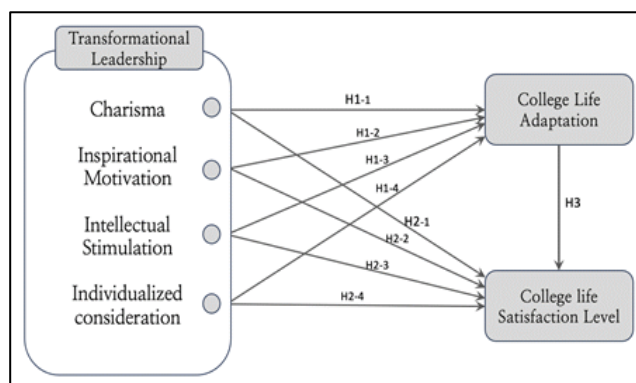 Transformational
Leadership
Charisma
Inspirational
Motivation
Intellectual
Stimulation
Individualized
consideration
H1-1
H1-2
H1-3
H1-4
H2-1
H2-2
H2-3
H2-4
College Life
Adaptation
H3
College life
Satisfaction Level